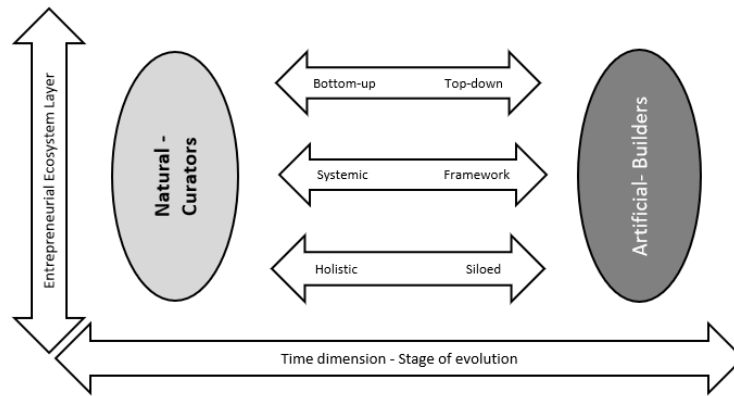 Entrepreneurial Ecosystem Layer
Natural -
Curators
Bottom-up Top-down
Systemic Framework
Holistic Siloed
Artificial- Builders
Time dimension - Stage of evolution